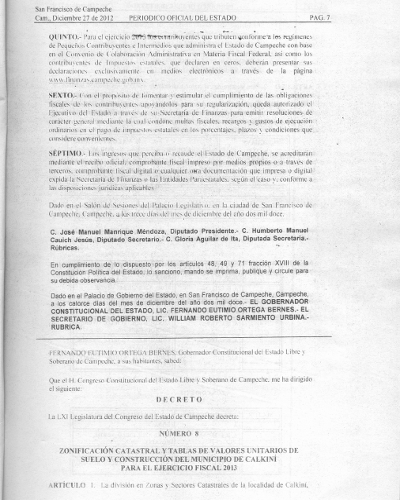 San Francisco de Campeche
Cam., Diciembre 27 de 2012 PERIODICO OFICIAL DEL ESTADO PAG. 7
QUINTO.- Para el ejercicio 2013 los contribuyentes que tributen conforme a los regímenes
de Pequeños Contribuyentes e Intermedios que administra el Estado de Campeche con base
en el Convenio de Colaboración Administrativa en Materia Fiscal Federal, así como los
contribuyentes de Impuestos estatales, que declaren en ceros, deberán presentar sus
declaraciones exclusivamente en medios electrónicos a través de la página
www.finanzas.campeche.gob.mx.
SEXTO.- Con el propósito de fomentar y estimular el cumplimiento de las obligaciones
fiscales de los contribuyentes apoyándolos para su regularización, queda autorizado el
Ejecutivo del Estado a través de su Secretaría de Finanzas para emitir resoluciones de
carácter general mediante la cual condone multas fiscales, recargos y gastos de ejecución
ordinarios en el pago de impuestos estatales en los porcentajes, plazos y condiciones que
considere convenientes.
SÉPTIMO.- Los ingresos que perciba o recaude el Estado de Campeche, se acreditarán
mediante el recibo oficial, comprobante fiscal impreso por medios propios o a través de
terceros, comprobante fiscal digital o cualquier otra documentación que impresa o digital
expida la Secretaría de Finanzas o las Entidades Paraestatales, según el caso y conforme a
las disposiciones jurídicas aplicables.
Dado en el Salón de Sesiones del Palacio Legislativo, en la ciudad de San Francisco de
Campeche, Campeche, a los trece días del mes de diciembre del año dos mil doce.
C. José Manuel Manrique Mendoza, Diputado Presidente.- C. Humberto Manuel
Cauich Jesús, Diputado Secretario.- C. Gloria Aguilar de Ita, Diputada Secretaria.-
Rúbricas.
En cumplimiento de lo dispuesto por los artículos 48, 49 y 71 fracción XVIII de la
Constitución Política del Estado, lo sanciono, mando se imprima, publique y circule para
su debida observancia.
Dado en el Palacio de Gobierno del Estado, en San Francisco de Campeche, Campeche,
a los catorce días del mes de diciembre del año dos mil doce.- EL GOBERNADOR
CONSTITUCIONAL DEL ESTADO, LIC. FERNANDO EUTIMIO ORTEGA BERNES.- EL
SECRETARIO DE GOBIERNO, LIC. WILLIAM ROBERTO SARMIENTO URBINA.-
RUBRICA.
FERNANDO EUTIMIO ORTEGA BERNES, Gobernador Constitucional del Estado Libre y
Soberano de Campeche, a sus habitantes, sabed:
Que el H. Congreso Constitucional del Estado Libre y Soberano de Campeche, me ha dirigido
el siguiente:
D E C R E T O
La LXI Legislatura del Congreso del Estado de Campeche decreta:
NÚMERO 8
ZONIFICACIÓN CATASTRAL Y TABLAS DE VALORES UNITARIOS DE
SUELO Y CONSTRUCCIÓN DEL MUNICIPIO DE CALKINÍ
PARA EL EJERCICIO FISCAL 2013
ARTÍCULO 1. La división en Zonas y Sectores Catastrales de la localidad de Calkiní,